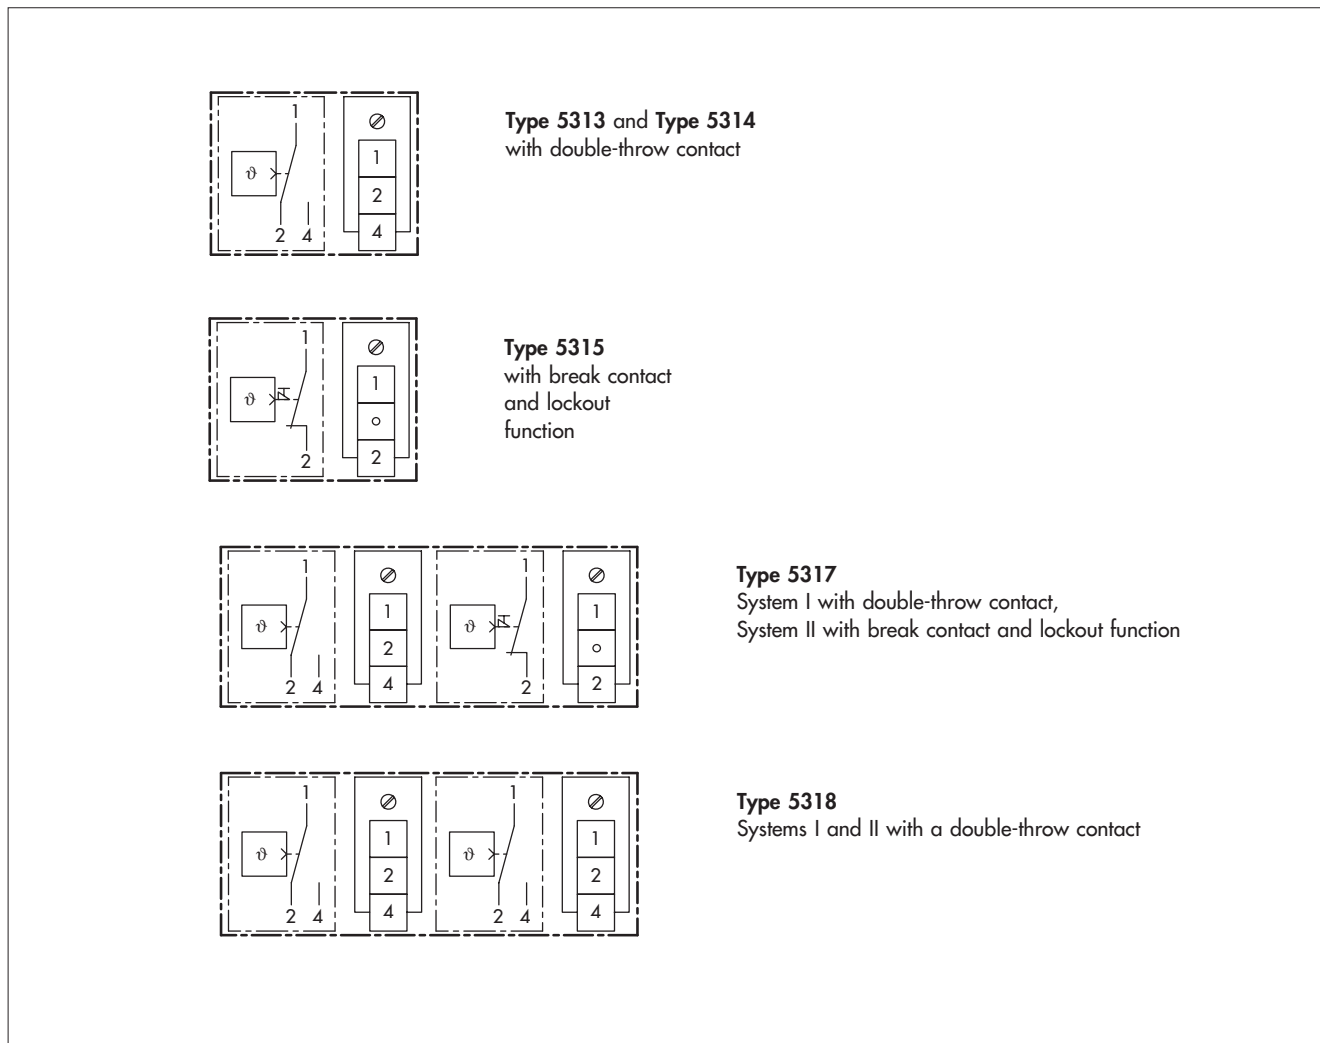 1
ϑ
2 4
1
2
4
Type 5313 and Type 5314
with double-throw contact
1
ϑ
2
1
2
Type 5315
with break contact
and lockout
function
1
ϑ
2 4
1
2
4
1
ϑ
2
1
2
Type 5317
System I with double-throw contact,
System II with break contact and lockout function
1
ϑ
2 4
1
2
4
1
ϑ
2 4
1
2
4
Type 5318
Systems I and II with a double-throw contact